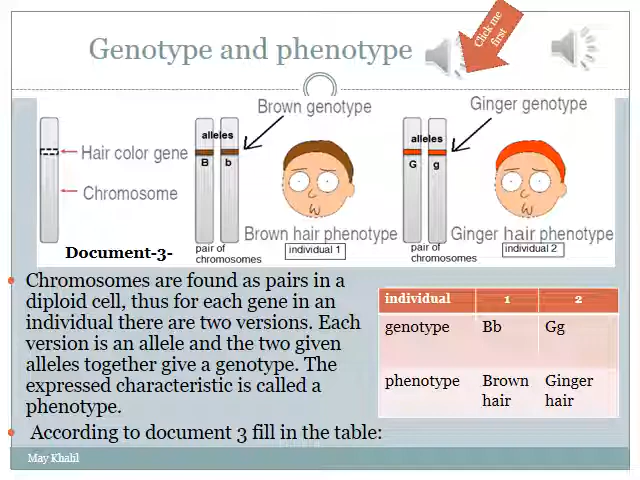 Genotype and phenotype
Click me
first
Brown genotype
Ginger genotype
alleles
alleles
Hair color gene
B b
G g
Chromosome
Brown hair phenotype
Ginger hair phenotype
Document-3-
pair of
chromosomes
individual 1
pair of
chromosomes
individual 2
• Chromosomes are found as pairs in a
diploid cell, thus for each gene in an
individual there are two versions. Each
version is an allele and the two given
alleles together give a genotype. The
expressed characteristic is called a
phenotype.
• According to document 3 fill in the table:
individual 1 2
genotype Bb Gg
phenotype Brown Ginger
hair hair
May Khalil